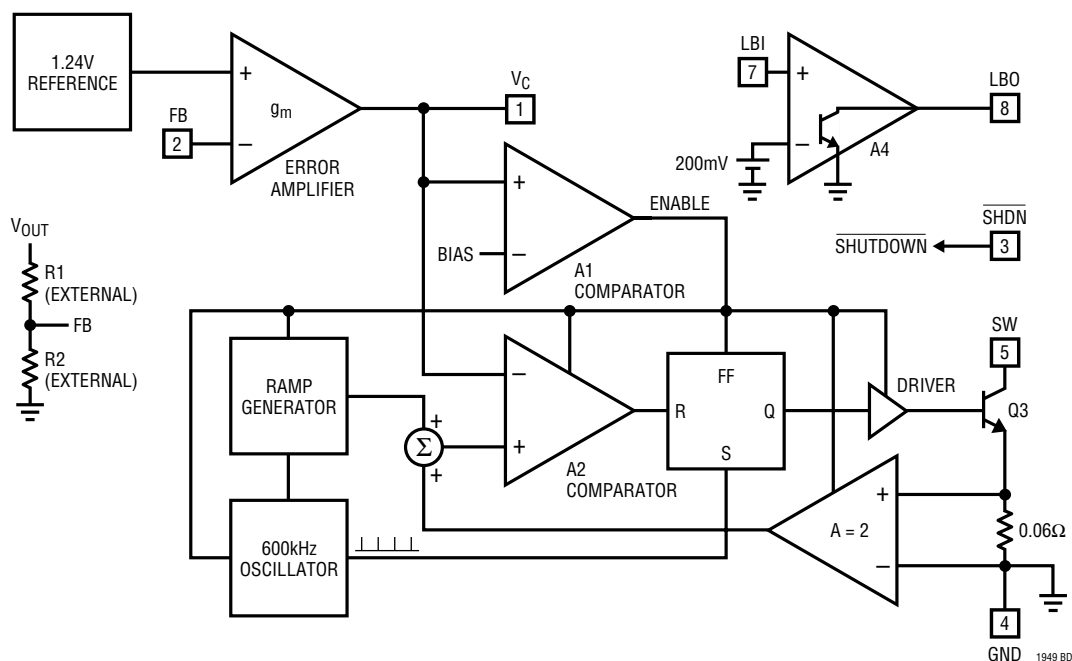 1.24V
REFERENCE
+
gm
−
ERROR
AMPLIFIER
FB
2
VC
1
LBI
7
+
−
200mV
A4
LBO
8
SHDN
3
SHUTDOWN
VOUT
R1
(EXTERNAL)
FB
R2
(EXTERNAL)
+
BIAS
−
ENABLE
A1
COMPARATOR
RAMP
GENERATOR
+
Σ
+
−
+
A2
COMPARATOR
FF
R
Q
S
DRIVER
SW
5
Q3
600kHz
OSCILLATOR
A = 2
+
−
0.06Ω
4
GND
1949 BD